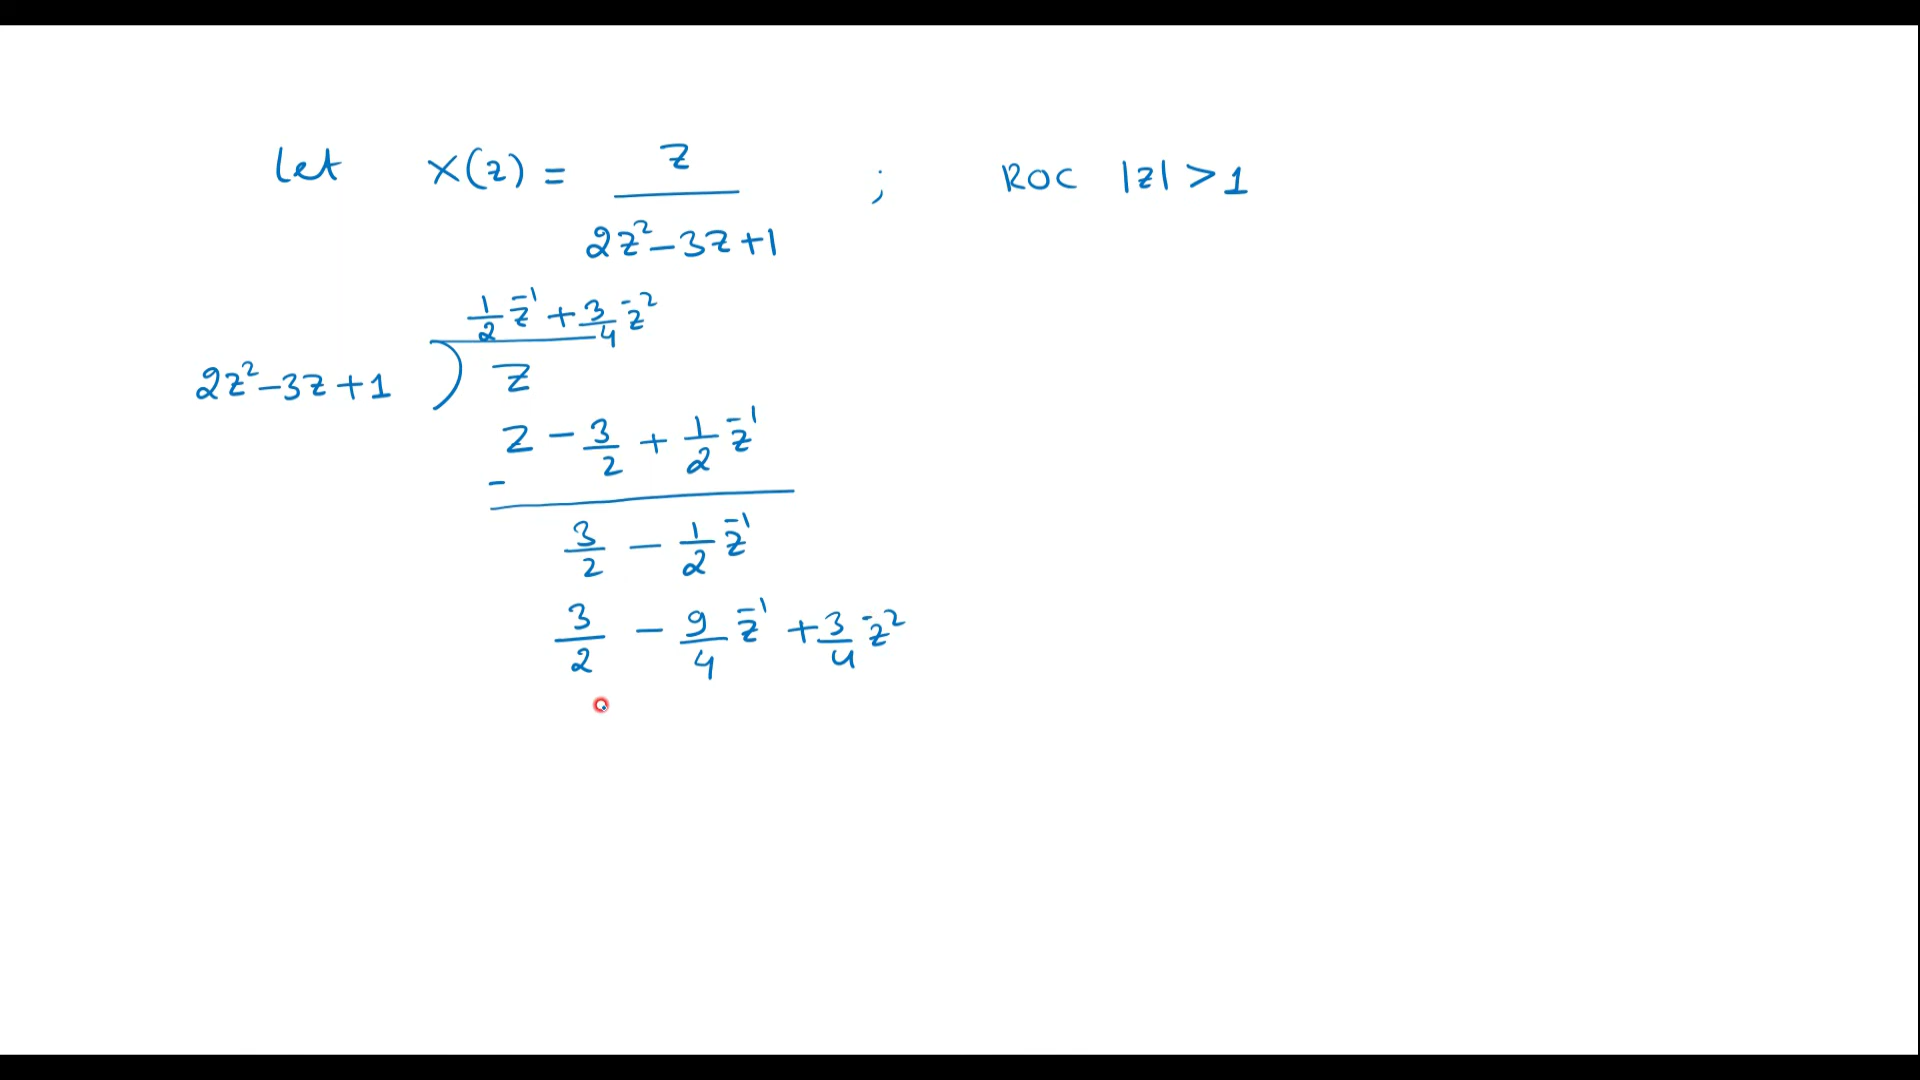 let X(z) = z / 2z²-3z+1 ; ROC |z| > 1
1/2 z⁻¹ + 3/4 z⁻²
2z²-3z+1 ) z
z - 3/2 + 1/2 z⁻¹
-
3/2 - 1/2 z⁻¹
3/2 - 9/4 z⁻¹ + 3/4 z⁻²